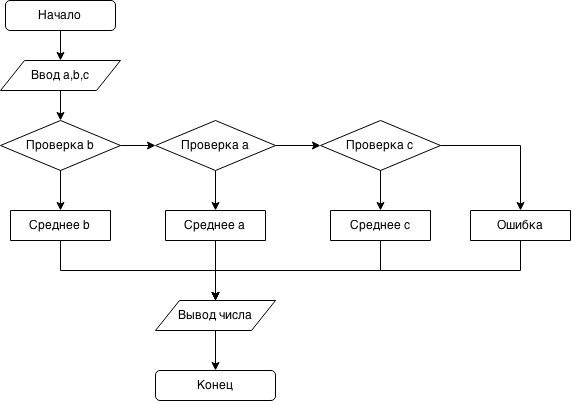 Начало
Ввод a,b,c
Проверка b
Проверка a
Проверка c
Среднее b
Среднее a
Среднее c
Ошибка
Вывод числа
Конец